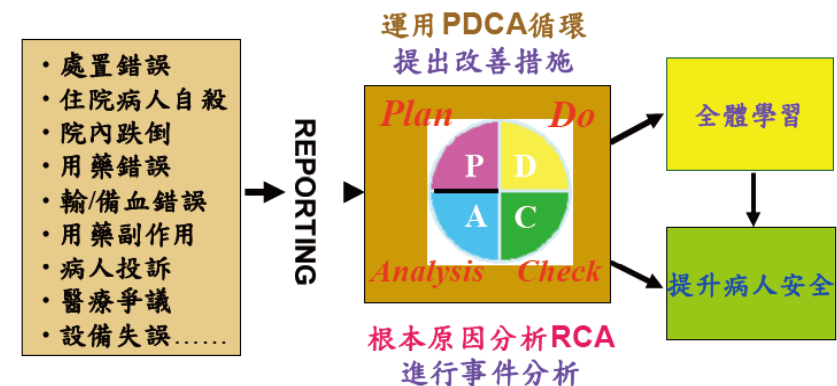 ・處置錯誤
・住院病人自殺
・院內跌倒
・用藥錯誤
・輸/備血錯誤
・用藥副作用
・病人投訴
・醫療爭議
・設備失誤……
REPORTING
運用PDCA循環
提出改善措施
Plan Do
P D
A C
Analysis Check
根本原因分析RCA
進行事件分析
全體學習
提升病人安全